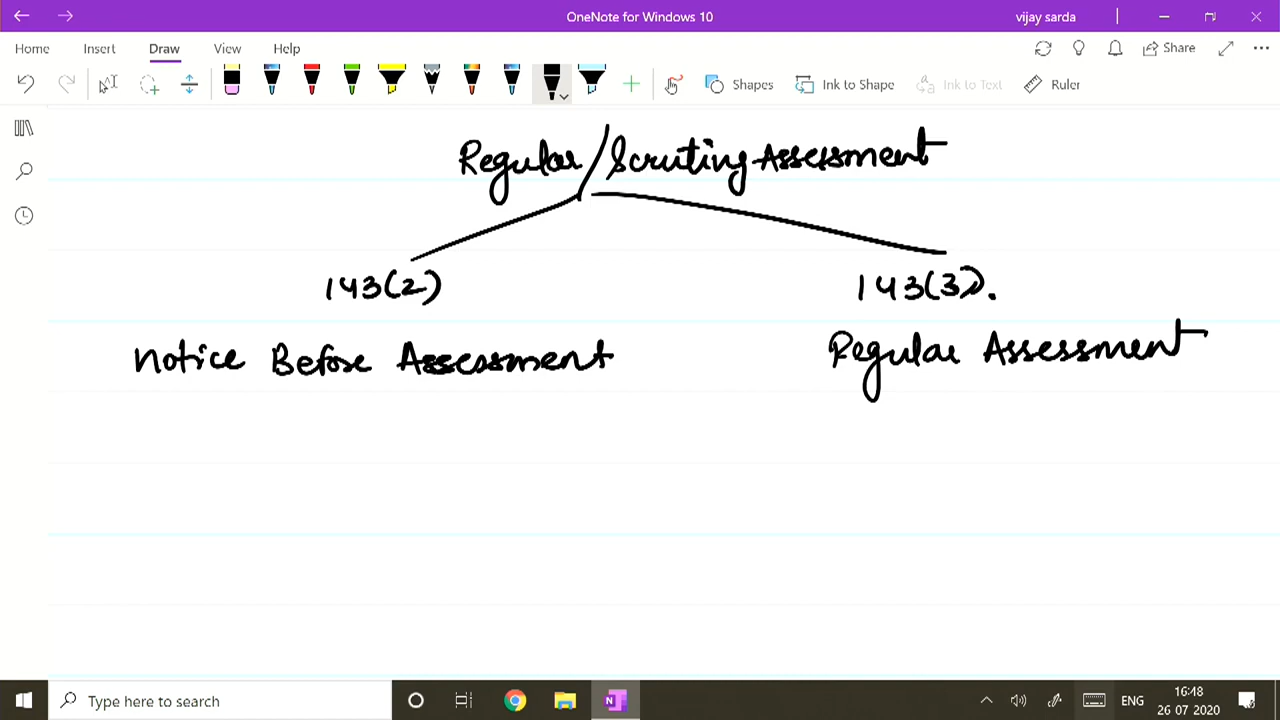 OneNote for Windows 10
vijay sarda
Home Insert Draw View Help
Share
Shapes Ink to Shape Ink to Text Ruler
Regular/Scruting Assessment
143(2) 143(3).
Notice Before Assessment Regular Assessment
Type here to search
ENG
16:48
26-07-2020